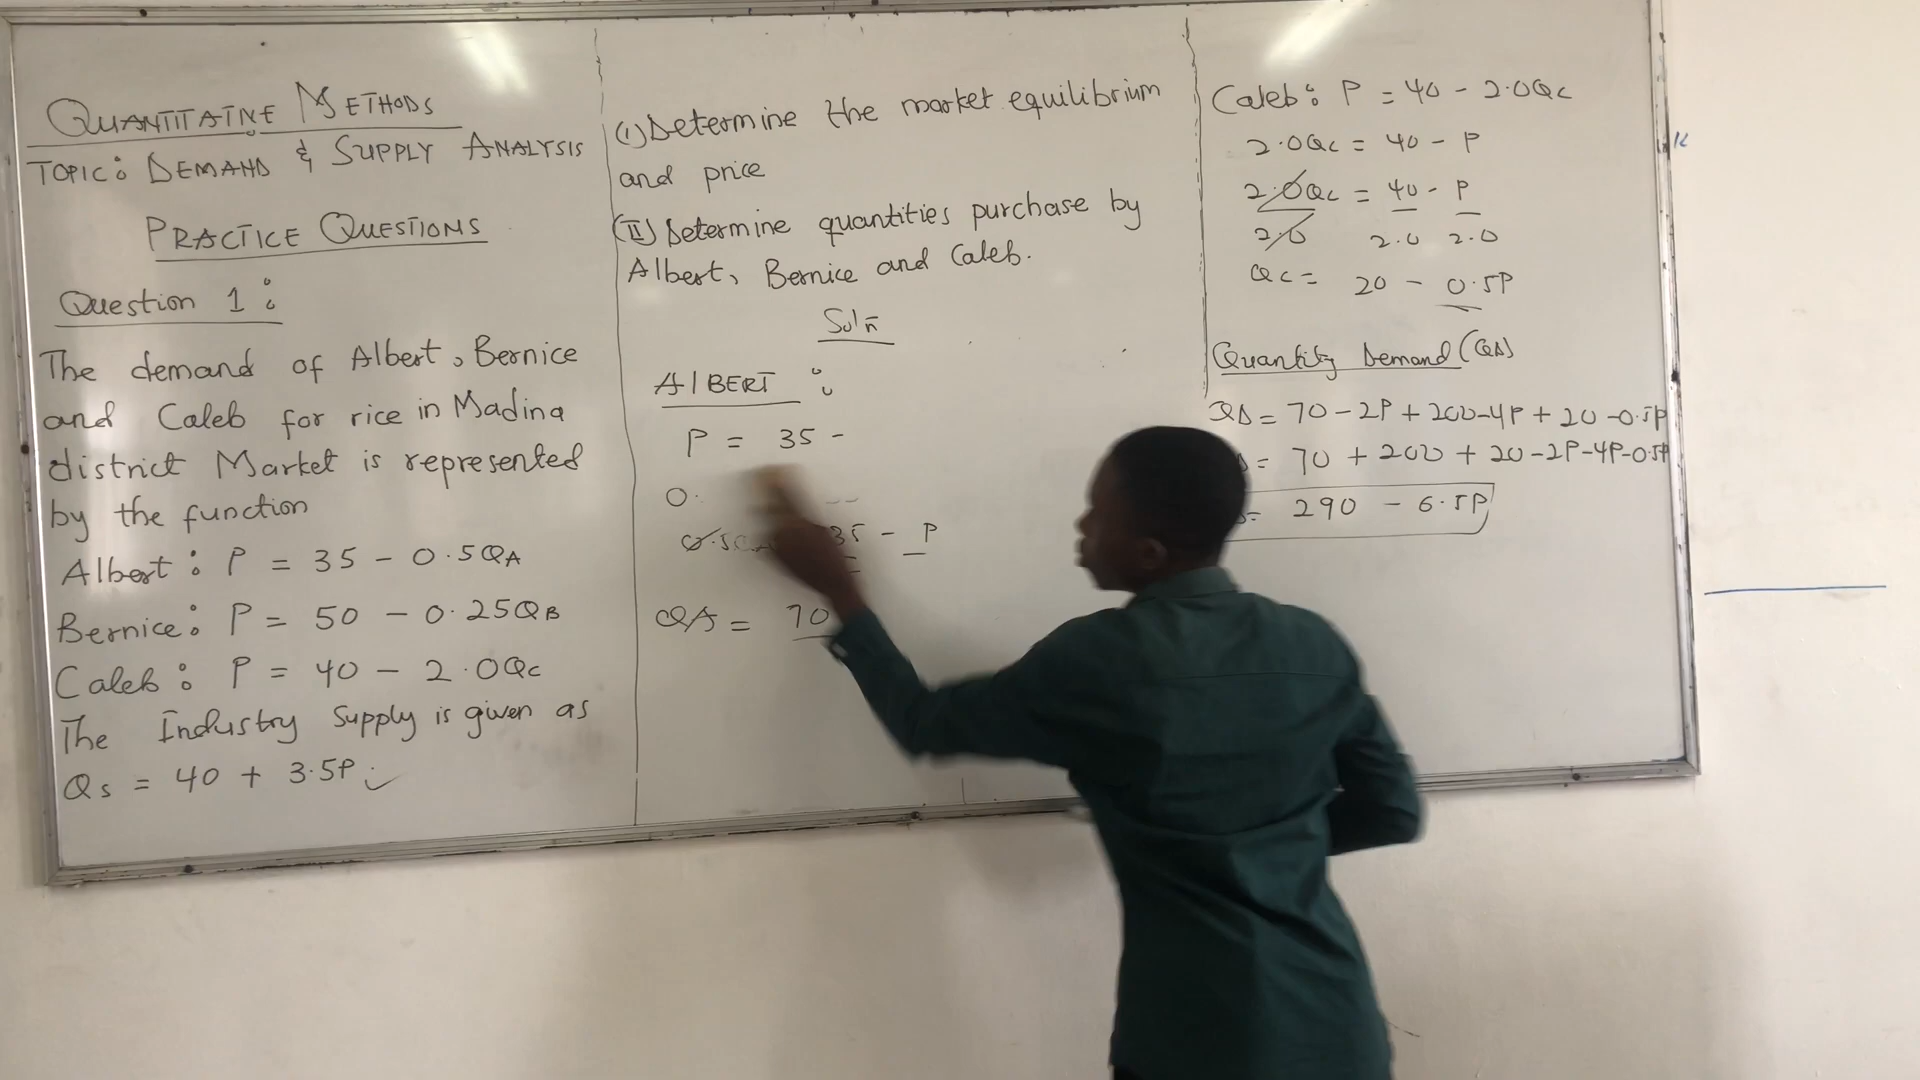 QUANTITATIVE METHODS
TOPIC: DEMAND & SUPPLY ANALYSIS
PRACTICE QUESTIONS
Question 1:
The demand of Albert, Bernice
and Caleb for rice in Madina
district Market is represented
by the function
Albert: P = 35 - 0.5QA
Bernice: P = 50 - 0.25QB
Caleb: P = 40 - 2.0Qc
The Industry Supply is given as
Qs = 40 + 3.5P
(I) Determine the market equilibrium
and price
(II) Determine quantities purchase by
Albert, Bernice and Caleb.
Soln
ALBERT:
P = 35 -
0.
35 - P
QA = 70
Caleb: P = 40 - 2.0Qc
2.0Qc = 40 - P
2.0Qc = 40 - P
2.0 2.0 2.0
Qc = 20 - 0.5P
Quantity Demand (QD)
QD = 70 - 2P + 200 - 4P + 20 - 0.5P
= 70 + 200 + 20 - 2P - 4P - 0.5P
= 290 - 6.5P